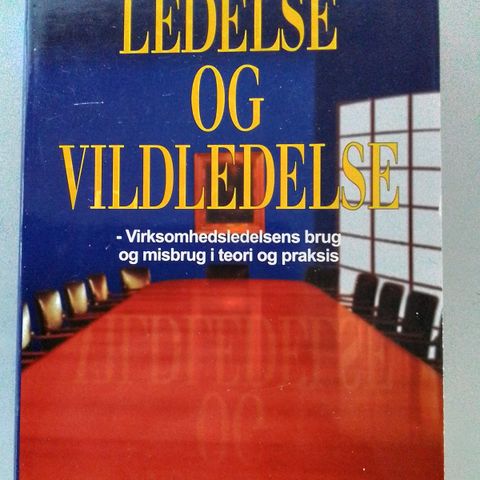 LEDELSE
OG
VILDLEDELSE
- Virksomhedsledelsens brug
og misbrug i teori og praksis